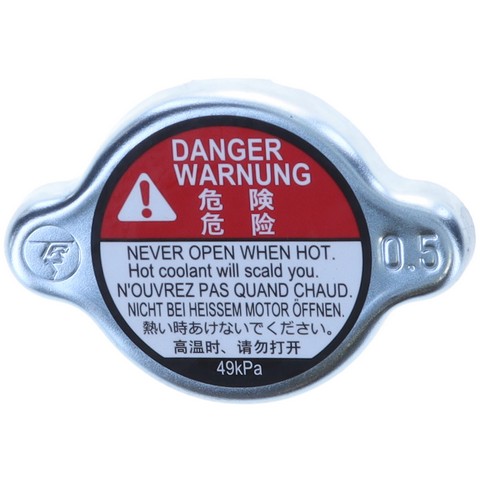 DANGER
WARNUNG
危険
危险
NEVER OPEN WHEN HOT.
Hot coolant will scald you.
N'OUVREZ PAS QUAND CHAUD.
NICHT BEI HEISSEM MOTOR ÖFFNEN.
熱い時あけないでください。
高温时、请勿打开
49kPa
0.5